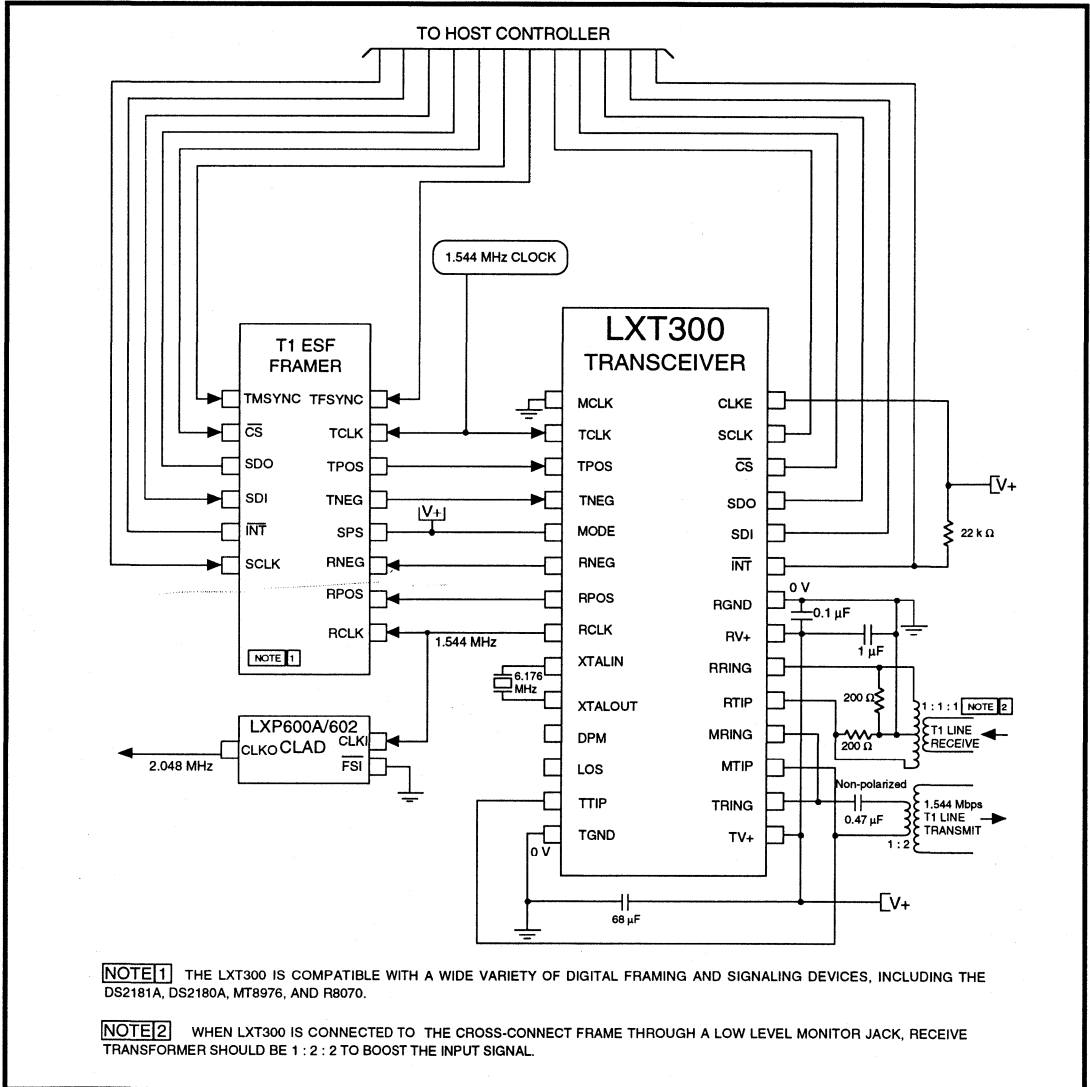 TO HOST CONTROLLER
1.544 MHz CLOCK
T1 ESF
FRAMER
TMSYNC TFSYNC
CS TCLK
SDO TPOS
SDI TNEG
INT SPS
SCLK RNEG
RPOS
RCLK
NOTE 1
V+
1.544 MHz
LXP600A/602
CLAD
CLKO CLKI
FSI
2.048 MHz
LXT300
TRANSCEIVER
MCLK CLKE
TCLK SCLK
TPOS CS
TNEG SDO
MODE SDI
RNEG INT
RPOS RGND
RCLK RV+
XTALIN RRING
XTALOUT RTIP
DPM MRING
LOS MTIP
TTIP TRING
TGND TV+
6.176
MHz
0 V
68 µF
V+
22 k Ω
0 V
0.1 µF
1 µF
200 Ω
200 Ω
1 : 1 : 1 NOTE 2
T1 LINE
RECEIVE
Non-polarized
0.47 µF
1.544 Mbps
T1 LINE
TRANSMIT
1 : 2
V+
NOTE 1 THE LXT300 IS COMPATIBLE WITH A WIDE VARIETY OF DIGITAL FRAMING AND SIGNALING DEVICES, INCLUDING THE
DS2181A, DS2180A, MT8976, AND R8070.
NOTE 2 WHEN LXT300 IS CONNECTED TO THE CROSS-CONNECT FRAME THROUGH A LOW LEVEL MONITOR JACK, RECEIVE
TRANSFORMER SHOULD BE 1 : 2 : 2 TO BOOST THE INPUT SIGNAL.